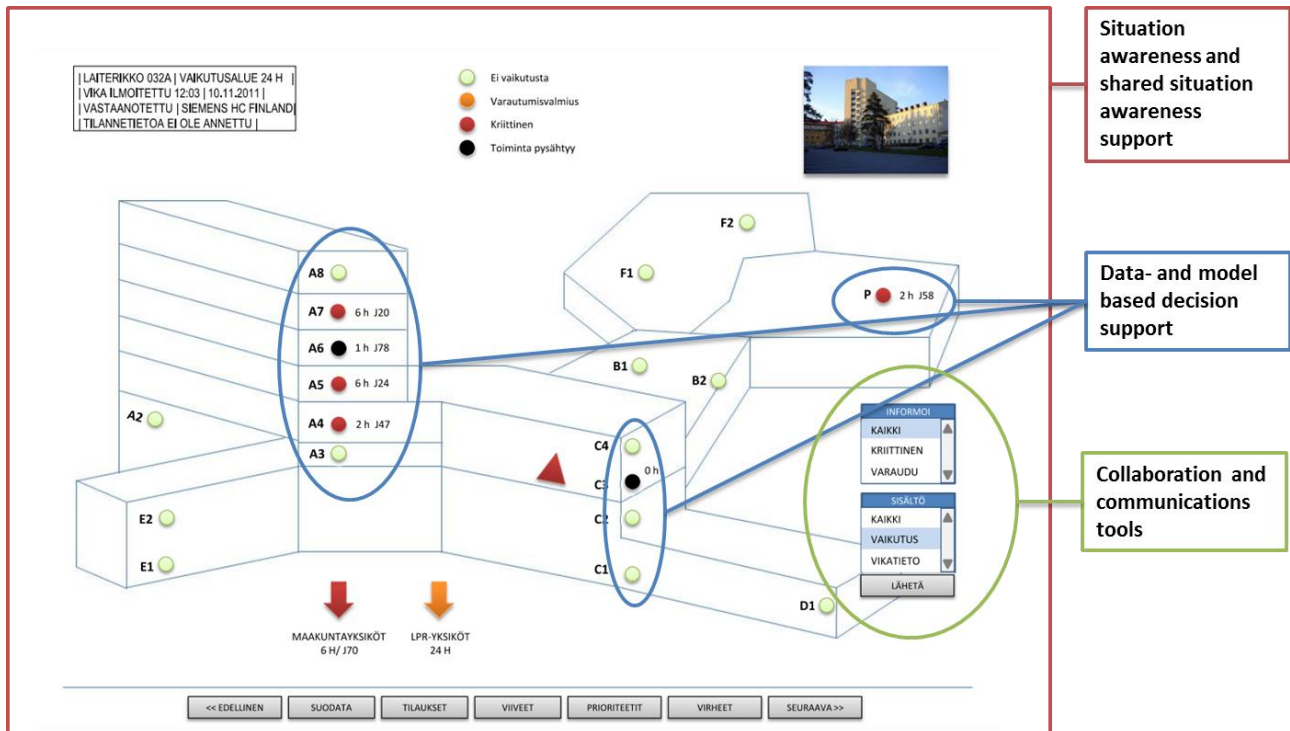 | LAITERIKKO 032A | VAIKUTUSALUE 24 H |
| VIKA ILMOITETTU 12:03 | 10.11.2011 |
| VASTAANOTETTU | SIEMENS HC FINLAND|
| TILANNETIETOA EI OLE ANNETTU |
Ei vaikutusta
Varautumisvalmius
Kriittinen
Toiminta pysähtyy
Situation
awareness and
shared situation
awareness
support
Data- and model
based decision
support
Collaboration and
communications
tools
F2
F1
P 2 h J58
A8
A7 6 h J20
A6 1 h J78
A5 6 h J24
A4 2 h J47
A3
A2
B1
B2
C4
0 h
C3
C2
C1
D1
E2
E1
INFORMOI
KAIKKI
KRIITTINEN
VARAUDU
SISÄLTÖ
KAIKKI
VAIKUTUS
VIKATIETO
LÄHETÄ
MAAKUNTAYKSIKÖT
6 H/ J70
LPR-YKSIKÖT
24 H
<< EDELLINEN
SUODATA
TILAUKSET
VIIVEET
PRIORITEETIT
VIRHEET
SEURAAVA >>